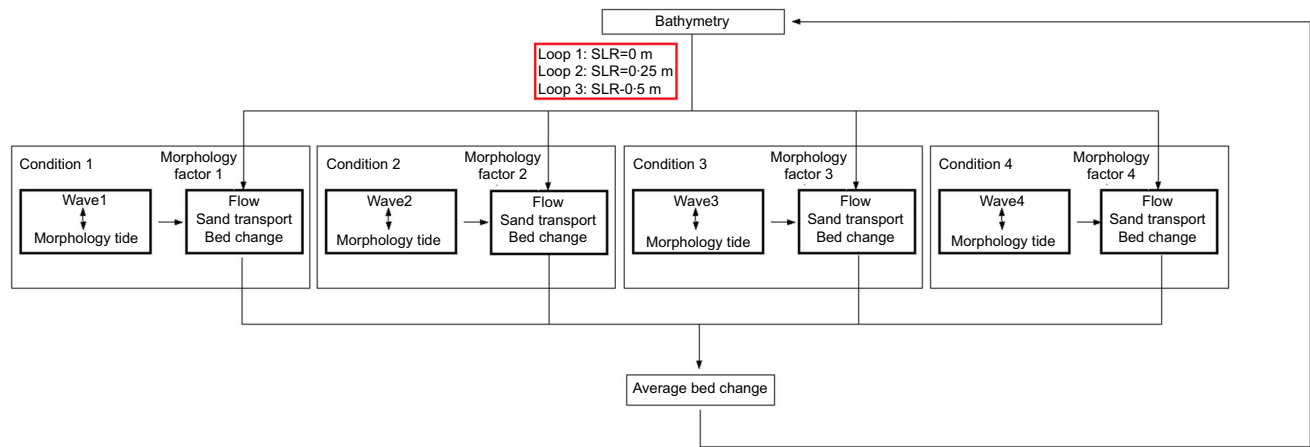 Bathymetry
Loop 1: SLR=0 m
Loop 2: SLR=0·25 m
Loop 3: SLR-0·5 m
Condition 1
Morphology
factor 1
Wave1
Morphology tide
Flow
Sand transport
Bed change
Condition 2
Morphology
factor 2
Wave2
Morphology tide
Flow
Sand transport
Bed change
Condition 3
Morphology
factor 3
Wave3
Morphology tide
Flow
Sand transport
Bed change
Condition 4
Morphology
factor 4
Wave4
Morphology tide
Flow
Sand transport
Bed change
Average bed change